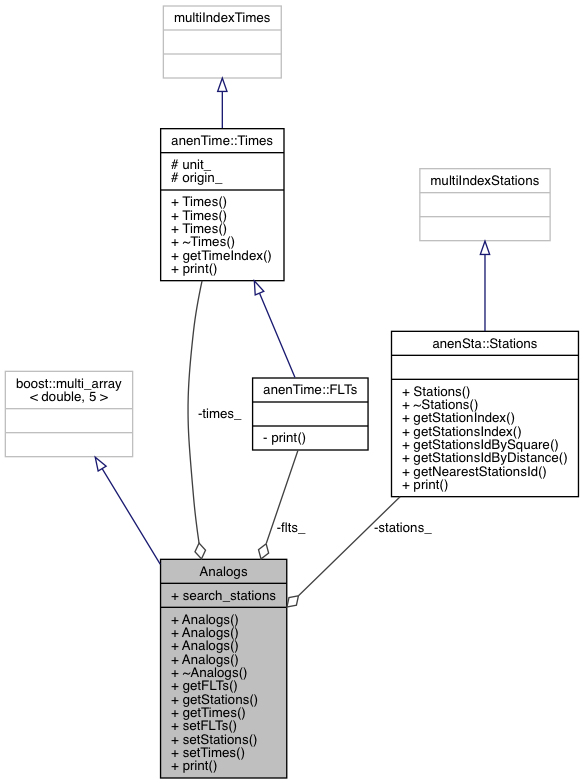 multiIndexTimes
anenTime::Times
# unit_
# origin_
+ Times()
+ Times()
+ Times()
+ ~Times()
+ getTimeIndex()
+ print()
multiIndexStations
anenSta::Stations
+ Stations()
+ ~Stations()
+ getStationIndex()
+ getStationsIndex()
+ getStationsIdBySquare()
+ getStationsIdByDistance()
+ getNearestStationsId()
+ print()
boost::multi_array
< double, 5 >
anenTime::FLTs
- print()
-times_
-flts_
-stations_
Analogs
+ search_stations
+ Analogs()
+ Analogs()
+ Analogs()
+ Analogs()
+ ~Analogs()
+ getFLTs()
+ getStations()
+ getTimes()
+ setFLTs()
+ setStations()
+ setTimes()
+ print()